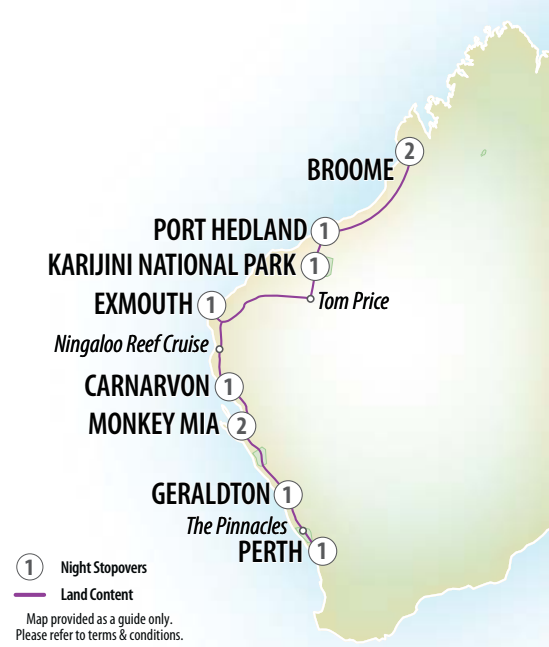 BROOME 2
PORT HEDLAND 1
KARIJINI NATIONAL PARK 1
Tom Price
EXMOUTH 1
Ningaloo Reef Cruise
CARNARVON 1
MONKEY MIA 2
GERALDTON 1
The Pinnacles
PERTH 1
1 Night Stopovers
Land Content
Map provided as a guide only.
Please refer to terms & conditions.